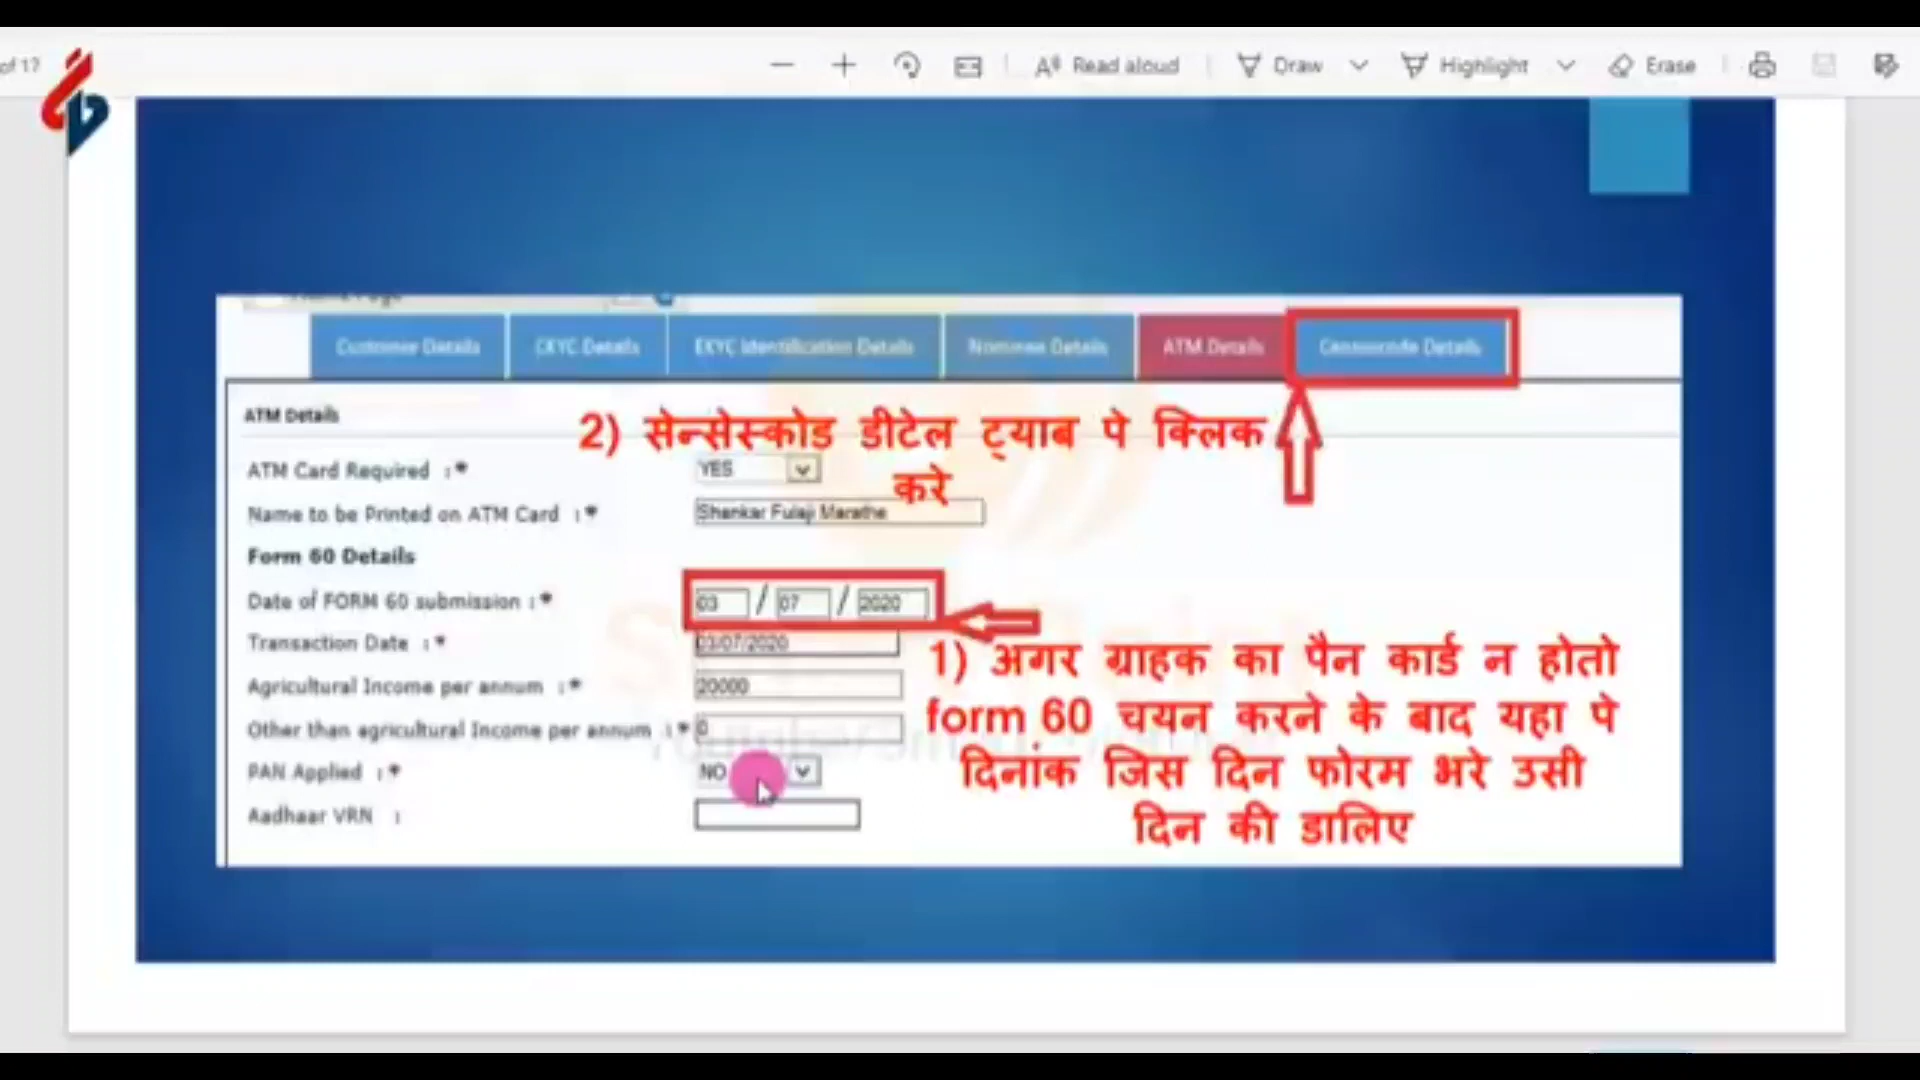 of 17
Read aloud
Draw
Highlight
Erase
Customer Details
CKYC Details
EKYC Identification Details
Nominee Details
ATM Details
Censuscode Details
ATM Details
2) सेन्सेस्कोड डीटेल ट्याब पे क्लिक
करे
ATM Card Required :* YES
Name to be Printed on ATM Card :* Shankar Fulaji Marathe
Form 60 Details
Date of FORM 60 submission :* 03 / 07 / 2020
Transaction Date :* 03/07/2020
Agricultural Income per annum :* 20000
Other than agricultural Income per annum :* 0
PAN Applied :* NO
Aadhaar VRN :
1) अगर ग्राहक का पैन कार्ड न होतो
form 60 चयन करने के बाद यहा पे
दिनांक जिस दिन फोरम भरे उसी
दिन की डालिए